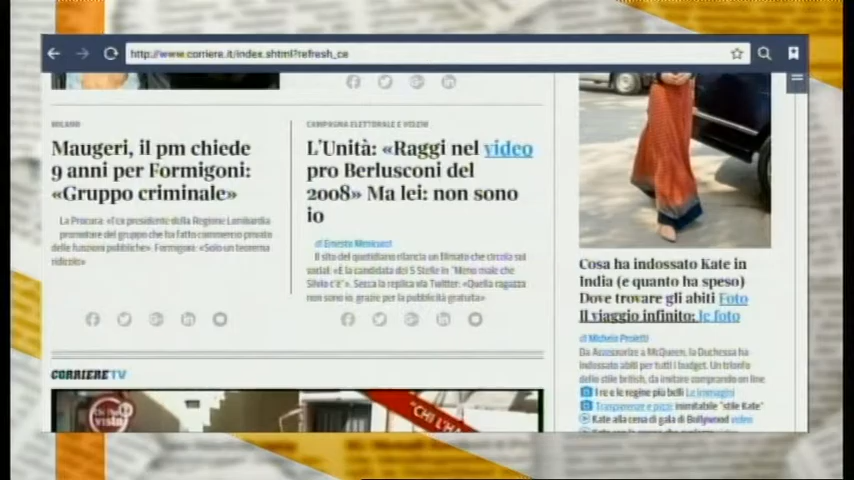 http://www.corriere.it/index.shtml?refresh_ce
MILANO
Maugeri, il pm chiede
9 anni per Formigoni:
«Gruppo criminale»
La Procura: «l'ex presidente della Regione Lombardia
promotore del gruppo che ha fatto commercio privato
delle funzioni pubbliche». Formigoni: «Solo un teorema
ridicolo»
CAMPAGNA ELETTORALE E VELENI
L'Unità: «Raggi nel video
pro Berlusconi del
2008» Ma lei: non sono
io
di Ernesto Menicucci
Il sito del quotidiano rilancia un filmato che circola sui
social: «E la candidata dei 5 Stelle in "Meno male che
Silvio c'è"». Secca la replica via Twitter: «Quella ragazza
non sono io, grazie per la pubblicità gratuita»
Cosa ha indossato Kate in
India (e quanto ha speso)
Dove trovare gli abiti Foto
Il viaggio infinito: le foto
di Michela Proietti
Da Accessorize a McQueen, la Duchessa ha
indossato abiti per tutti i budget. Un trionfo
dello stile british, da imitare comprando on line
I re e le regine più belli Le immagini
Trasparenze e pizzi: inimitabile "stile Kate"
Kate alla cena di gala di Bollywood video
CORRIERETV
Chi l'ha
vista
"CHI L'HA